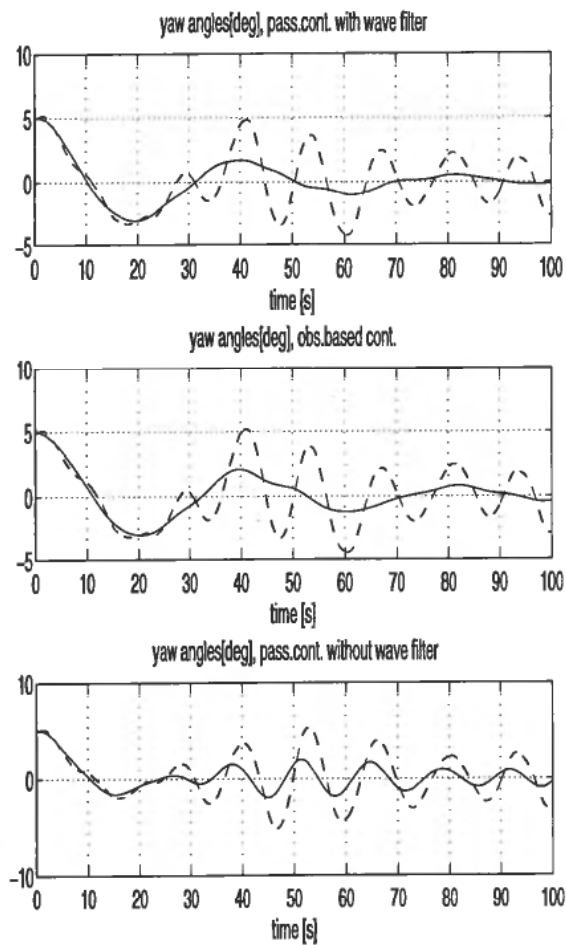 yaw angles[deg], pass.cont. with wave filter
10
5
0
-5
0 10 20 30 40 50 60 70 80 90 100
time [s]
yaw angles[deg], obs.based cont.
10
5
0
-5
0 10 20 30 40 50 60 70 80 90 100
time [s]
yaw angles[deg], pass.cont. without wave filter
10
0
-10
0 10 20 30 40 50 60 70 80 90 100
time [s]